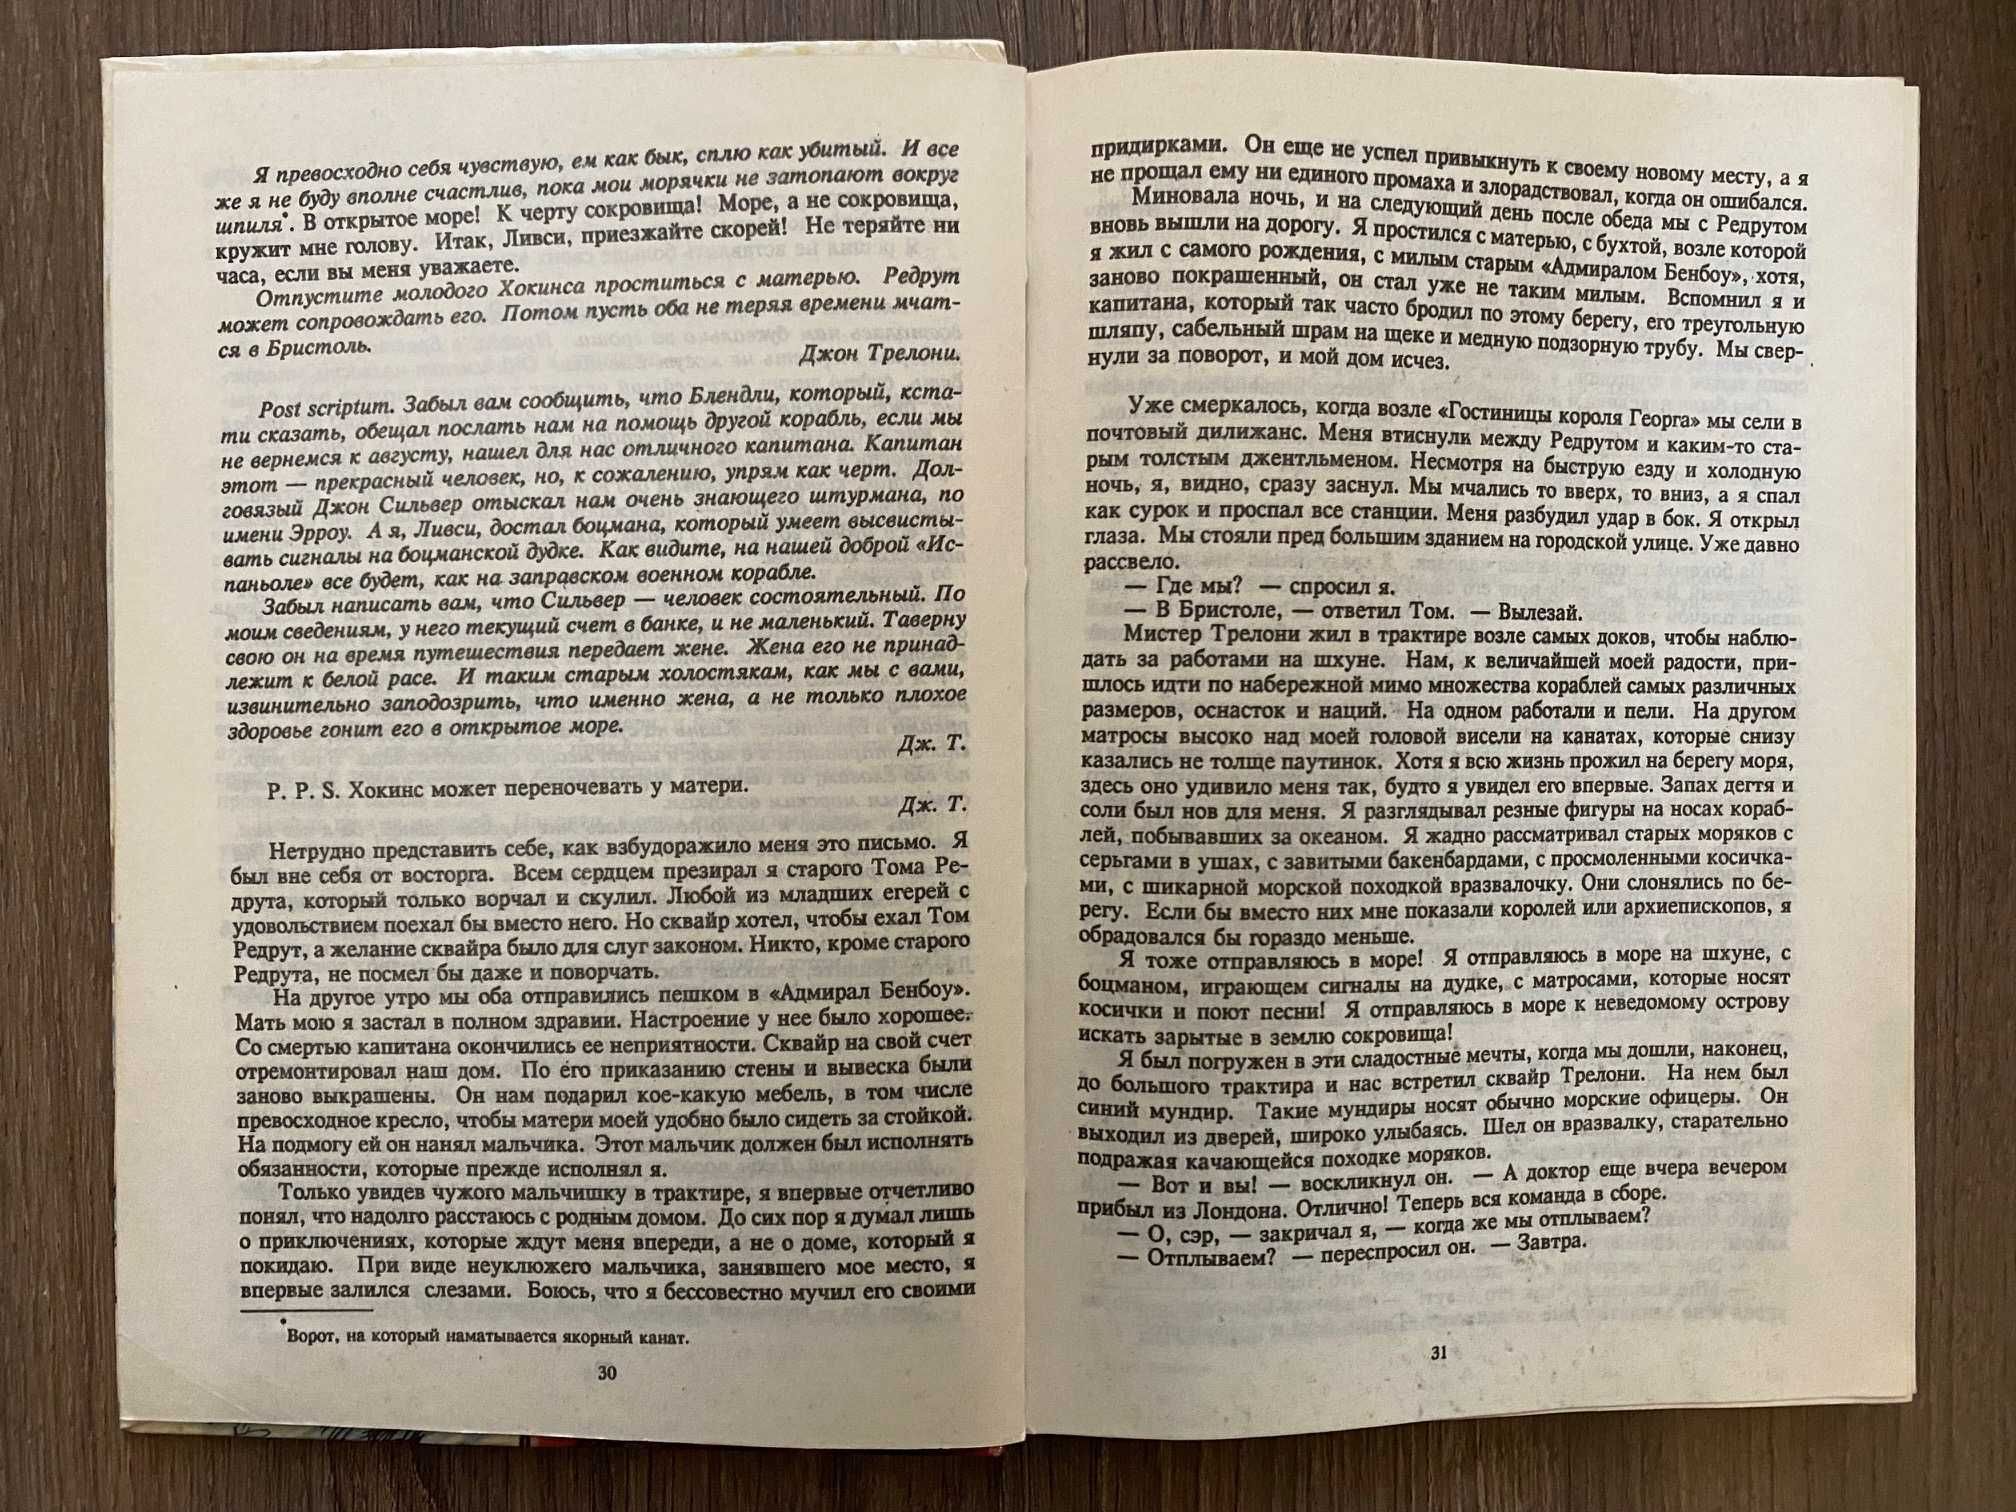 Я превосходно себя чувствую, ем как бык, сплю как убитый. И все
же я не буду вполне счастлив, пока мои морячки не затопают вокруг
шпиля*. В открытое море! К черту сокровища! Море, а не сокровища,
кружит мне голову. Итак, Ливси, приезжайте скорей! Не теряйте ни
часа, если вы меня уважаете.
Отпустите молодого Хокинса проститься с матерью. Редрут
может сопровождать его. Потом пусть оба не теряя времени мчат-
ся в Бристоль.
Джон Трелони.
Post scriptum. Забыл вам сообщить, что Блендли, который, кста-
ти сказать, обещал послать нам на помощь другой корабль, если мы
не вернемся к августу, нашел для нас отличного капитана. Капитан
этот — прекрасный человек, но, к сожалению, упрям как черт. Дол-
говязый Джон Сильвер отыскал нам очень знающего штурмана, по
имени Эрроу. А я, Ливси, достал боцмана, который умеет высвисты-
вать сигналы на боцманской дудке. Как видите, на нашей доброй «Ис-
паньоле» все будет, как на заправском военном корабле.
Забыл написать вам, что Сильвер — человек состоятельный. По
моим сведениям, у него текущий счет в банке, и не маленький. Таверну
свою он на время путешествия передает жене. Жена его не принад-
лежит к белой расе. И таким старым холостякам, как мы с вами,
извинительно заподозрить, что именно жена, а не только плохое
здоровье гонит его в открытое море.
Дж. Т.
P. P. S. Хокинс может переночевать у матери.
Дж. Т.
Нетрудно представить себе, как взбудоражило меня это письмо. Я
был вне себя от восторга. Всем сердцем презирал я старого Тома Ре-
друта, который только ворчал и скулил. Любой из младших егерей с
удовольствием поехал бы вместо него. Но сквайр хотел, чтобы ехал Том
Редрут, а желание сквайра было для слуг законом. Никто, кроме старого
Редрута, не посмел бы даже и поворчать.
На другое утро мы оба отправились пешком в «Адмирал Бенбоу».
Мать мою я застал в полном здравии. Настроение у нее было хорошее.
Со смертью капитана окончились ее неприятности. Сквайр на свой счет
отремонтировал наш дом. По его приказанию стены и вывеска были
заново выкрашены. Он нам подарил кое-какую мебель, в том числе
превосходное кресло, чтобы матери моей удобно было сидеть за стойкой.
На подмогу ей он нанял мальчика. Этот мальчик должен был исполнять
обязанности, которые прежде исполнял я.
Только увидев чужого мальчишку в трактире, я впервые отчетливо
понял, что надолго расстаюсь с родным домом. До сих пор я думал лишь
о приключениях, которые ждут меня впереди, а не о доме, который я
покидаю. При виде неуклюжего мальчика, занявшего мое место, я
впервые залился слезами. Боюсь, что я бессовестно мучил его своими
*Ворот, на который наматывается якорный канат.
30
придирками. Он еще не успел привыкнуть к своему новому месту, а я
не прощал ему ни единого промаха и злорадствовал, когда он ошибался.
Миновала ночь, и на следующий день после обеда мы с Редрутом
вновь вышли на дорогу. Я простился с матерью, с бухтой, возле которой
я жил с самого рождения, с милым старым «Адмиралом Бенбоу», хотя,
заново покрашенный, он стал уже не таким милым. Вспомнил я и
капитана, который так часто бродил по этому берегу, его треугольную
шляпу, сабельный шрам на щеке и медную подзорную трубу. Мы свер-
нули за поворот, и мой дом исчез.
Уже смеркалось, когда возле «Гостиницы короля Георга» мы сели в
почтовый дилижанс. Меня втиснули между Редрутом и каким-то ста-
рым толстым джентльменом. Несмотря на быструю езду и холодную
ночь, я, видно, сразу заснул. Мы мчались то вверх, то вниз, а я спал
как сурок и проспал все станции. Меня разбудил удар в бок. Я открыл
глаза. Мы стояли пред большим зданием на городской улице. Уже давно
рассвело.
— Где мы? — спросил я.
— В Бристоле, — ответил Том. — Вылезай.
Мистер Трелони жил в трактире возле самых доков, чтобы наблю-
дать за работами на шхуне. Нам, к величайшей моей радости, при-
шлось идти по набережной мимо множества кораблей самых различных
размеров, оснасток и наций. На одном работали и пели. На другом
матросы высоко над моей головой висели на канатах, которые снизу
казались не толще паутинок. Хотя я всю жизнь прожил на берегу моря,
здесь оно удивило меня так, будто я увидел его впервые. Запах дегтя и
соли был нов для меня. Я разглядывал резные фигуры на носах кораб-
лей, побывавших за океаном. Я жадно рассматривал старых моряков с
серьгами в ушах, с завитыми бакенбардами, с просмоленными косичка-
ми, с шикарной морской походкой вразвалочку. Они слонялись по бе-
регу. Если бы вместо них мне показали королей или архиепископов, я
обрадовался бы гораздо меньше.
Я тоже отправляюсь в море! Я отправляюсь в море на шхуне, с
боцманом, играющем сигналы на дудке, с матросами, которые носят
косички и поют песни! Я отправляюсь в море к неведомому острову
искать зарытые в землю сокровища!
Я был погружен в эти сладостные мечты, когда мы дошли, наконец,
до большого трактира и нас встретил сквайр Трелони. На нем был
синий мундир. Такие мундиры носят обычно морские офицеры. Он
выходил из дверей, широко улыбаясь. Шел он вразвалку, старательно
подражая качающейся походке моряков.
— Вот и вы! — воскликнул он. — А доктор еще вчера вечером
прибыл из Лондона. Отлично! Теперь вся команда в сборе.
— О, сэр, — закричал я, — когда же мы отплываем?
— Отплываем? — переспросил он. — Завтра.
31